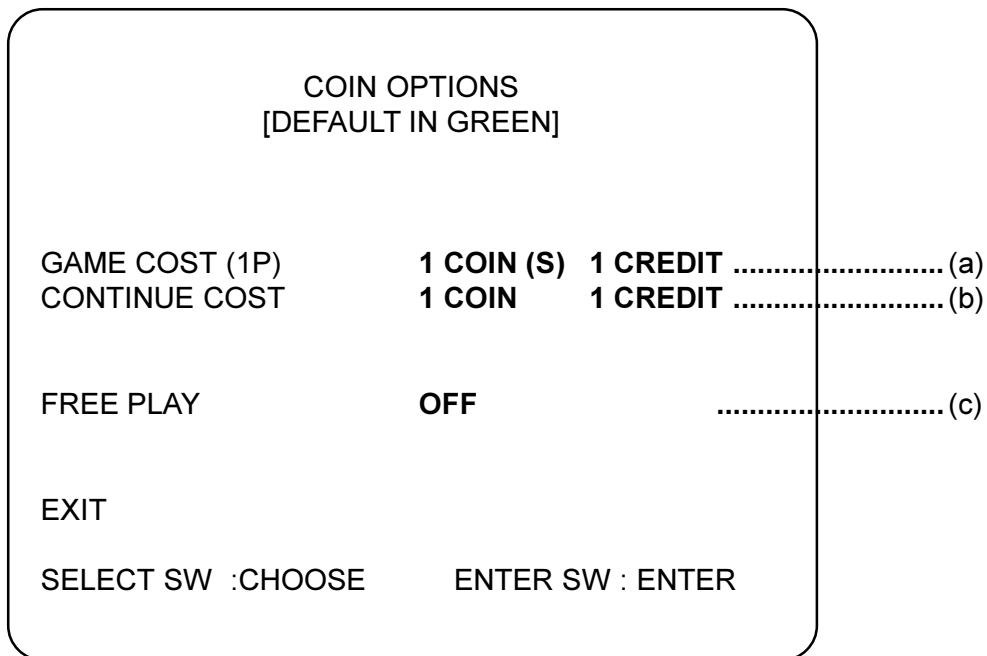 COIN OPTIONS
[DEFAULT IN GREEN]
GAME COST (1P) 1 COIN (S) 1 CREDIT .......................... (a)
CONTINUE COST 1 COIN 1 CREDIT .......................... (b)
FREE PLAY OFF ............................ (c)
EXIT
SELECT SW :CHOOSE ENTER SW : ENTER